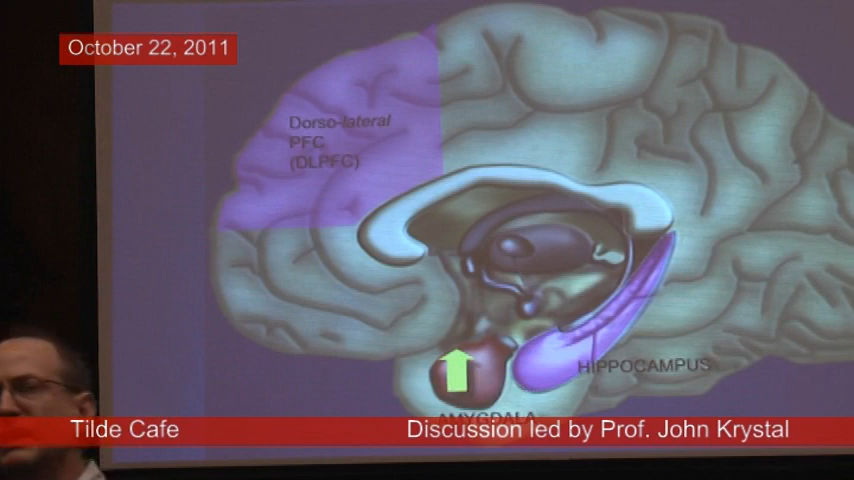 October 22, 2011
Dorso-lateral
PFC
(DLPFC)
HIPPOCAMPUS
AMYGDALA
Tilde Cafe
Discussion led by Prof. John Krystal